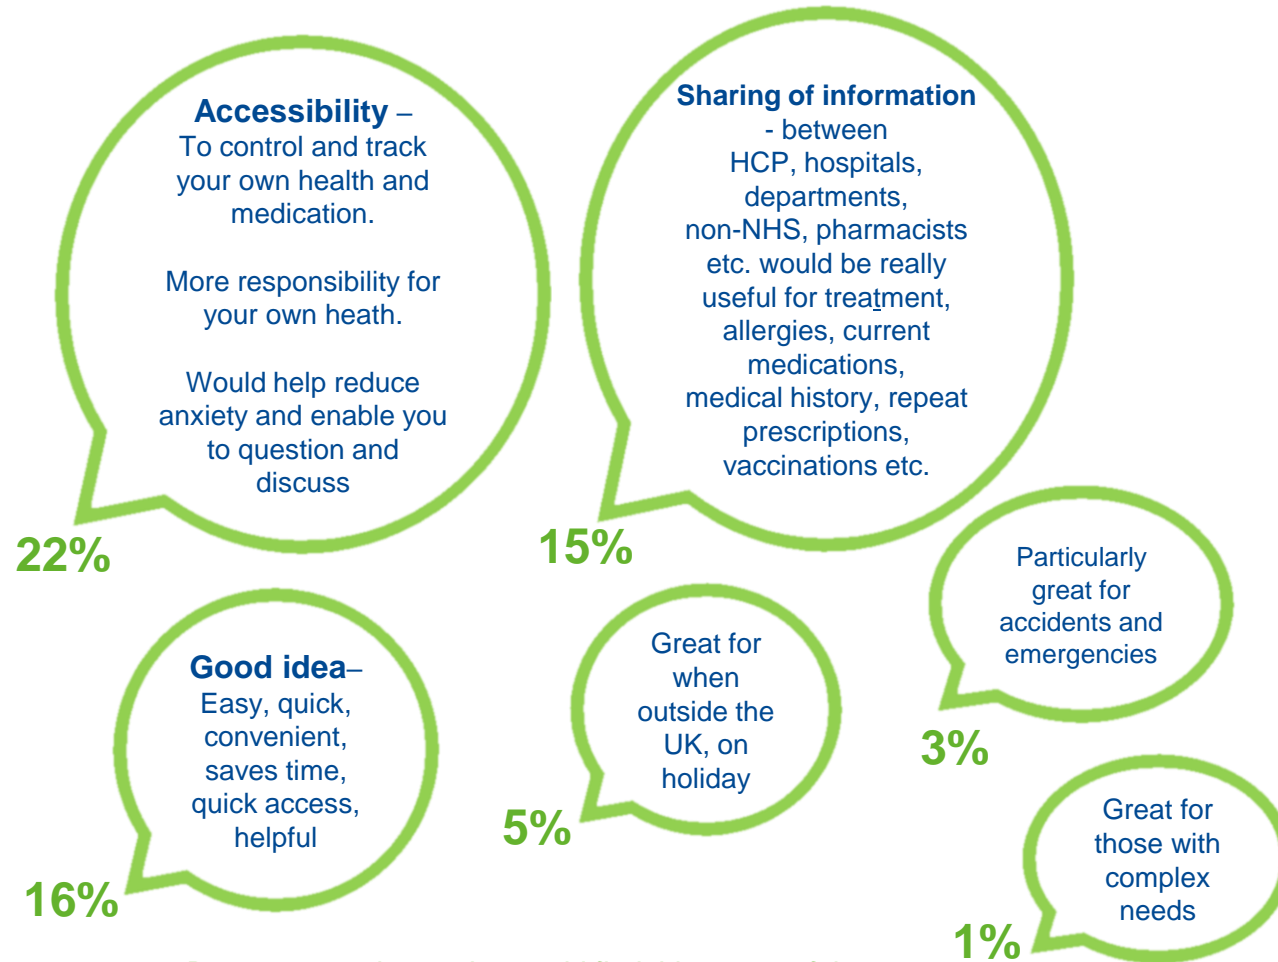 Accessibility –
To control and track
your own health and
medication.
More responsibility for
your own heath.
Would help reduce
anxiety and enable you
to question and
discuss
22%
Sharing of information
- between
HCP, hospitals,
departments,
non-NHS, pharmacists
etc. would be really
useful for treatment,
allergies, current
medications,
medical history, repeat
prescriptions,
vaccinations etc.
15%
Particularly
great for
accidents and
emergencies
3%
Good idea–
Easy, quick,
convenient,
saves time,
quick access,
helpful
16%
Great for
when
outside the
UK, on
holiday
5%
Great for
those with
complex
needs
1%